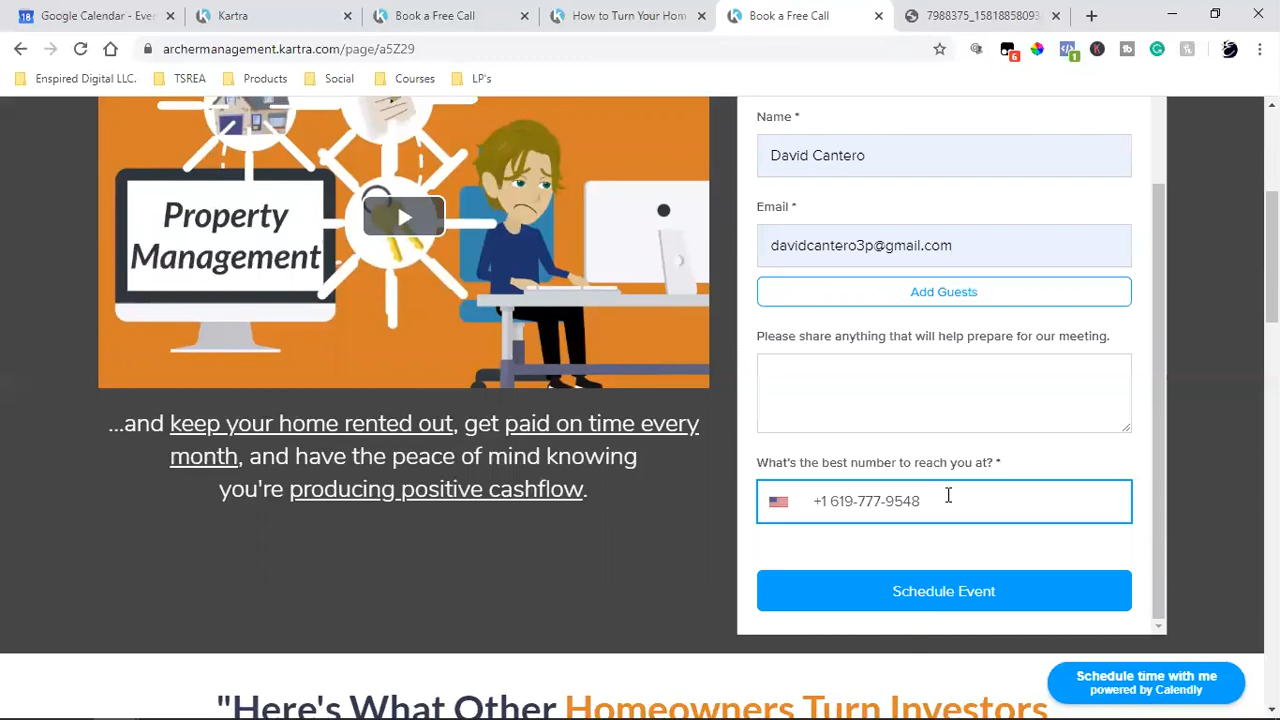 Google Calendar - Ever
Kartra
Book a Free Call
How to Turn Your Hom
Book a Free Call
7988375_15818858093
archermanagement.kartra.com/page/a5Z29
6
1
Enspired Digital LLC.
TSREA
Products
Social
Courses
LP's
Property
Management
...and keep your home rented out, get paid on time every
month, and have the peace of mind knowing
you're producing positive cashflow.
Name *
David Cantero
Email *
davidcantero3p@gmail.com
Add Guests
Please share anything that will help prepare for our meeting.
What's the best number to reach you at? *
+1 619-777-9548
Schedule Event
Schedule time with me
powered by Calendly
"Here's What Other Homeowners Turn Investors